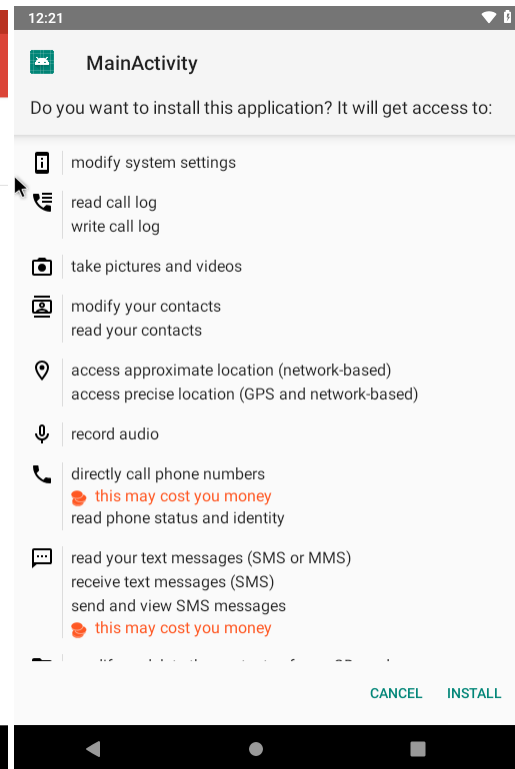 12:21
MainActivity
Do you want to install this application? It will get access to:
modify system settings
read call log
write call log
take pictures and videos
modify your contacts
read your contacts
access approximate location (network-based)
access precise location (GPS and network-based)
record audio
directly call phone numbers
this may cost you money
read phone status and identity
read your text messages (SMS or MMS)
receive text messages (SMS)
send and view SMS messages
this may cost you money
CANCEL INSTALL